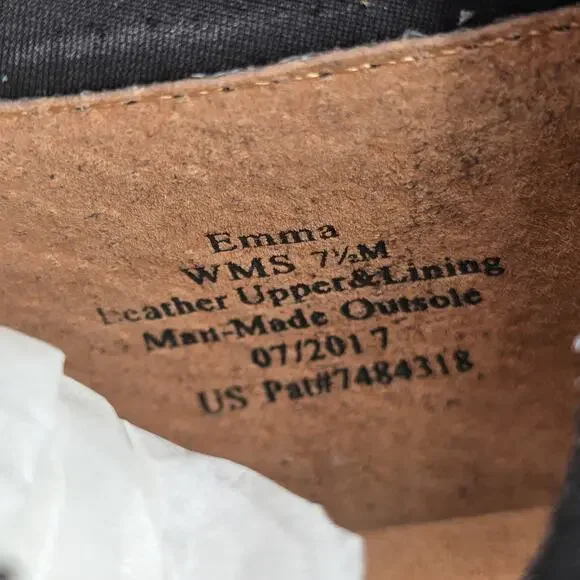 Emma
WMS 7½M
Leather Upper&Lining
Man-Made Outsole
07/2017
US Pat#7484318